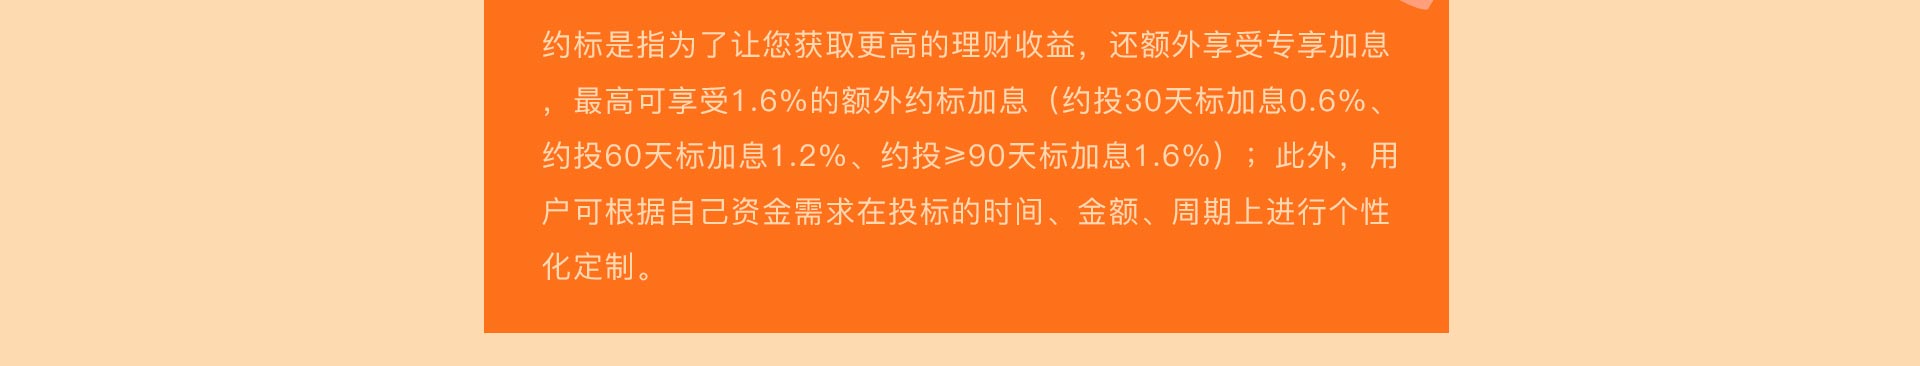 约标是指为了让您获取更高的理财收益，还额外享受专享加息
，最高可享受1.6%的额外约标加息（约投30天标加息0.6%、
约投60天标加息1.2%、约投≥90天标加息1.6%）；此外，用
户可根据自己资金需求在投标的时间、金额、周期上进行个性
化定制。